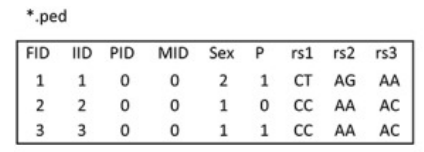 *.ped
FID IID PID MID Sex P rs1 rs2 rs3
1 1 0 0 2 1 CT AG AA
2 2 0 0 1 0 CC AA AC
3 3 0 0 1 1 CC AA AC